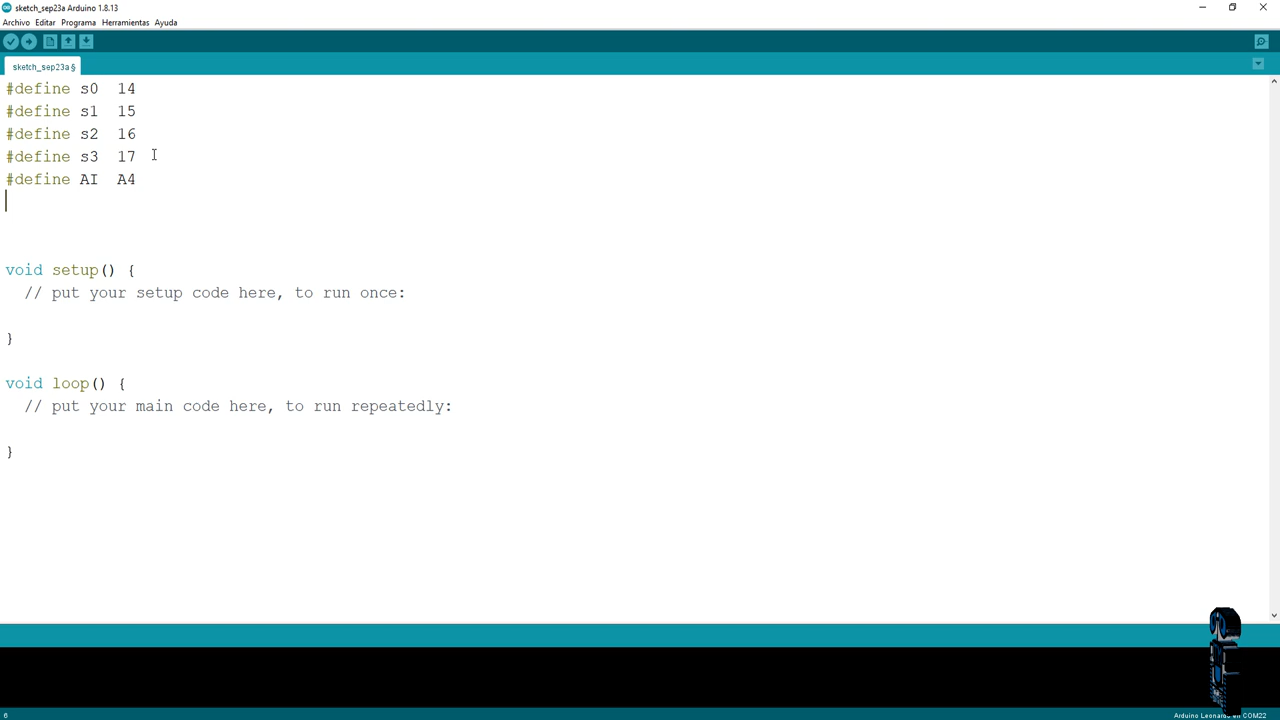 sketch_sep23a Arduino 1.8.13
Archivo Editar Programa Herramientas Ayuda
sketch_sep23a §
#define s0  14
#define s1  15
#define s2  16
#define s3  17
#define AI  A4
void setup() {
  // put your setup code here, to run once:
}
void loop() {
  // put your main code here, to run repeatedly:
}
6
Arduino Leonardo en COM22